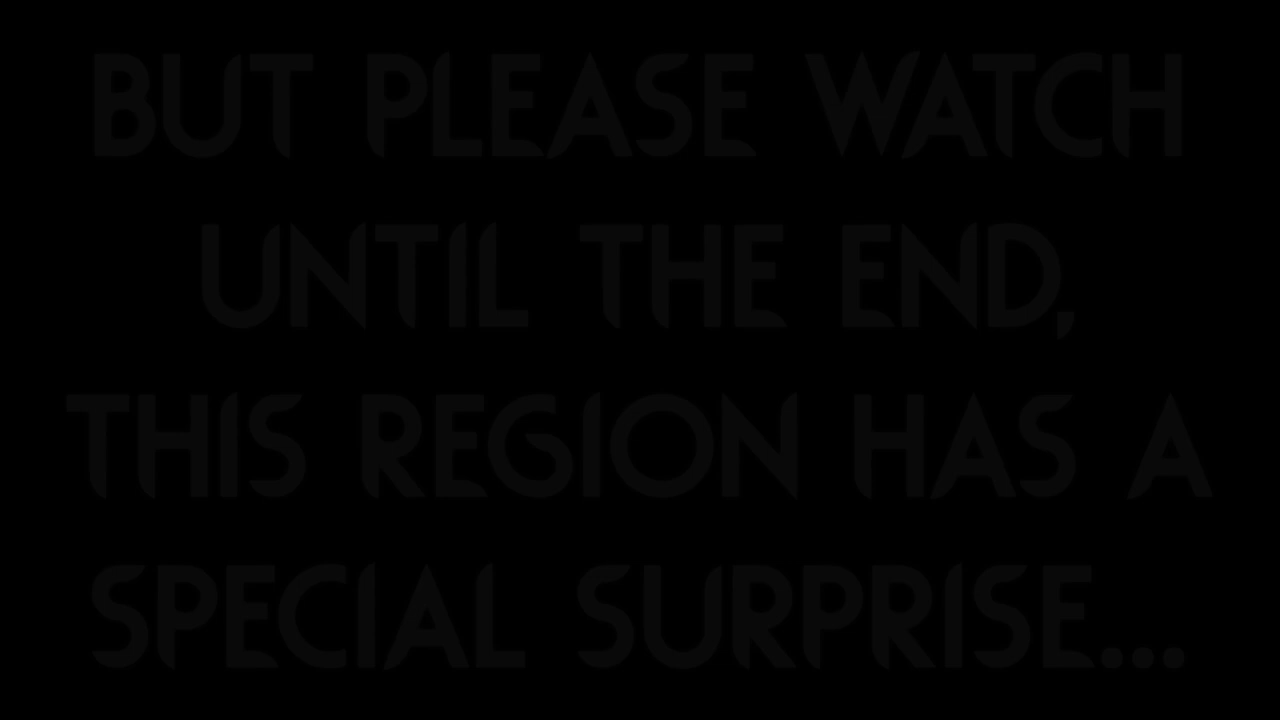 BUT PLEASE WATCH
UNTIL THE END,
THIS REGION HAS A
SPECIAL SURPRISE...